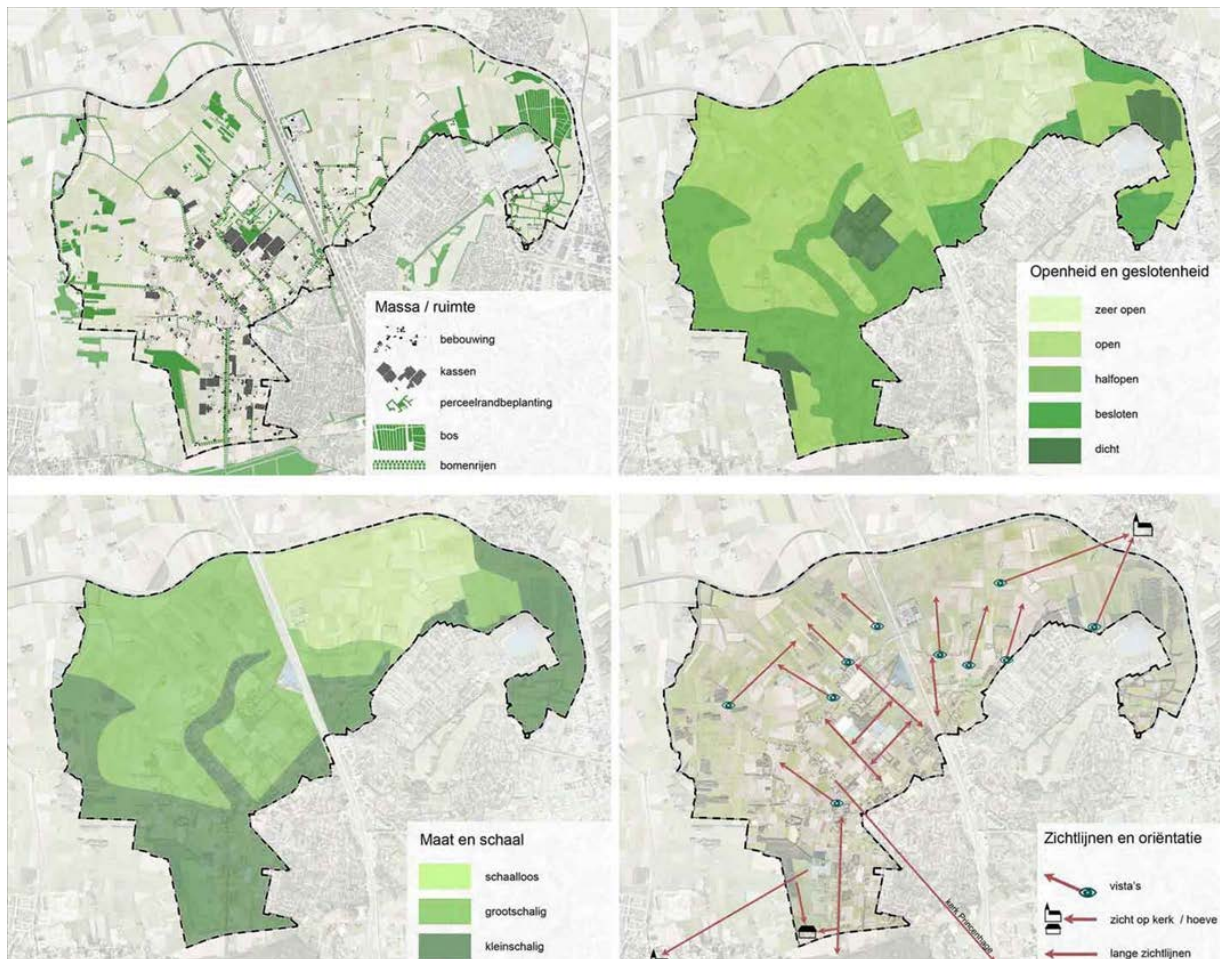 Massa / ruimte
bebouwing
kassen
perceelrandbeplanting
bos
bomenrijen
Openheid en geslotenheid
zeer open
open
halfopen
besloten
dicht
Maat en schaal
schaalloos
grootschalig
kleinschalig
kerk Princenhage
Zichtlijnen en oriëntatie
vista's
zicht op kerk / hoeve
lange zichtlijnen